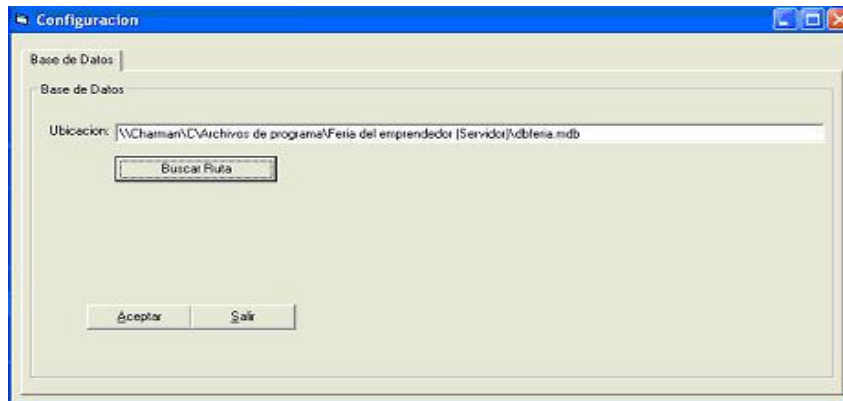 Configuracion
Base de Datos
Base de Datos
Ubicacion: \\Charman\C\Archivos de programa\Feria del emprendedor (Servidor)\dbferia.mdb
Buscar Ruta
Aceptar Salir